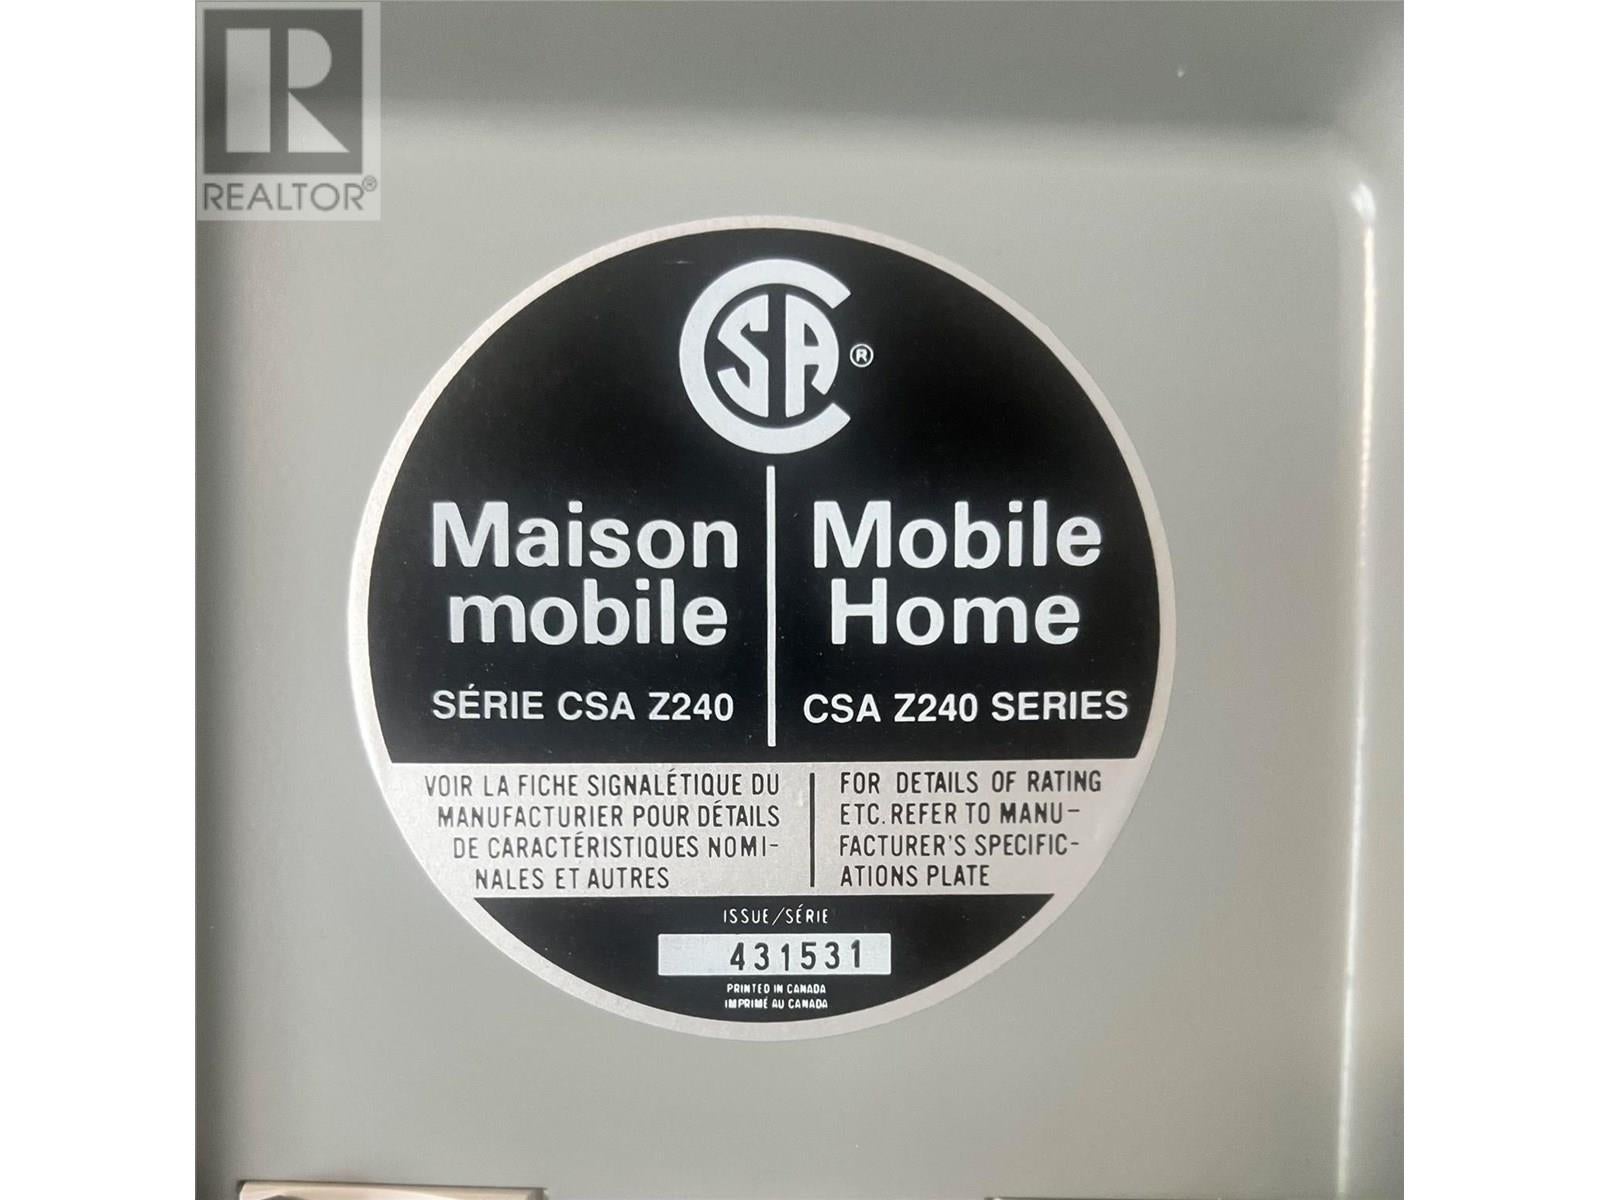 REALTOR®
CSA®
Maison
mobile
SÉRIE CSA Z240
Mobile
Home
CSA Z240 SERIES
VOIR LA FICHE SIGNALÉTIQUE DU
MANUFACTURIER POUR DÉTAILS
DE CARACTÉRISTIQUES NOMI-
NALES ET AUTRES
FOR DETAILS OF RATING
ETC. REFER TO MANU-
FACTURER'S SPECIFIC-
ATIONS PLATE
ISSUE/SÉRIE
431531
PRINTED IN CANADA
IMPRIMÉ AU CANADA